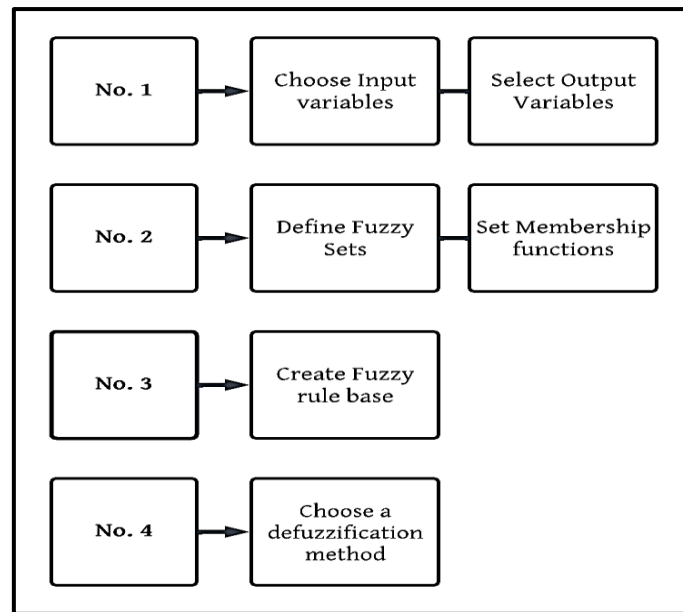 No. 1
Choose Input
variables
Select Output
Variables
No. 2
Define Fuzzy
Sets
Set Membership
functions
No. 3
Create Fuzzy
rule base
No. 4
Choose a
defuzzification
method